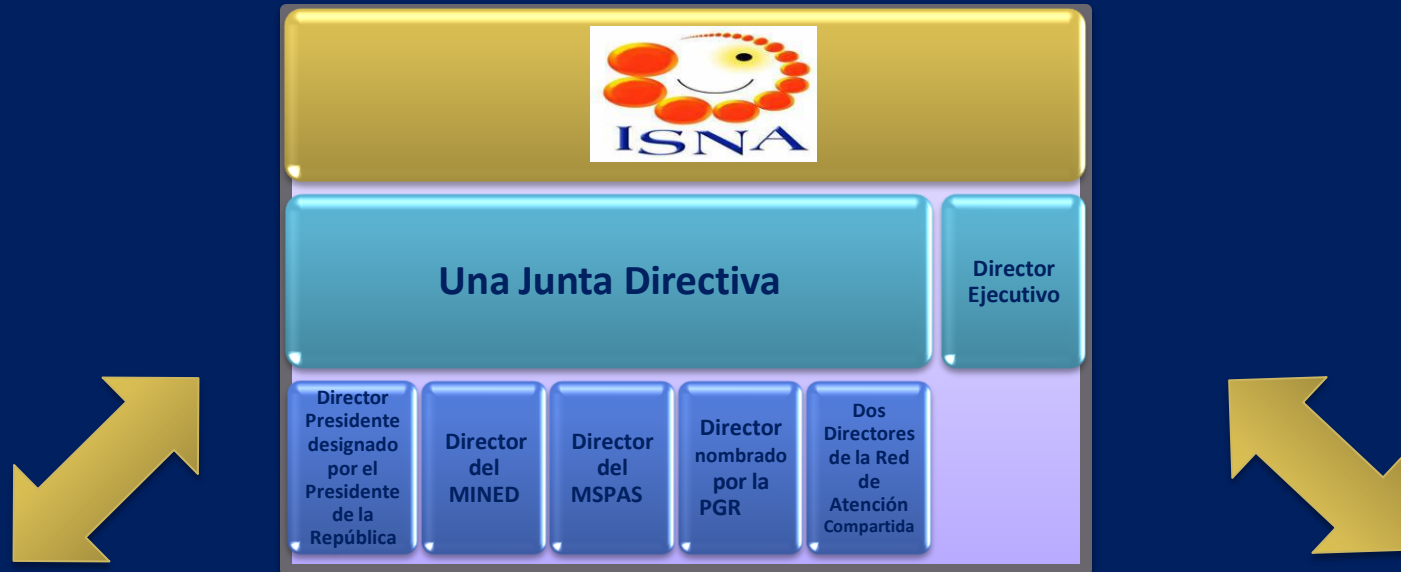 ISNA
Una Junta Directiva
Director
Ejecutivo
Director
Presidente
designado
por el
Presidente
de la
República
Director
del
MINED
Director
del
MSPAS
Director
nombrado
por la
PGR
Dos
Directores
de la Red
de
Atención
Compartida